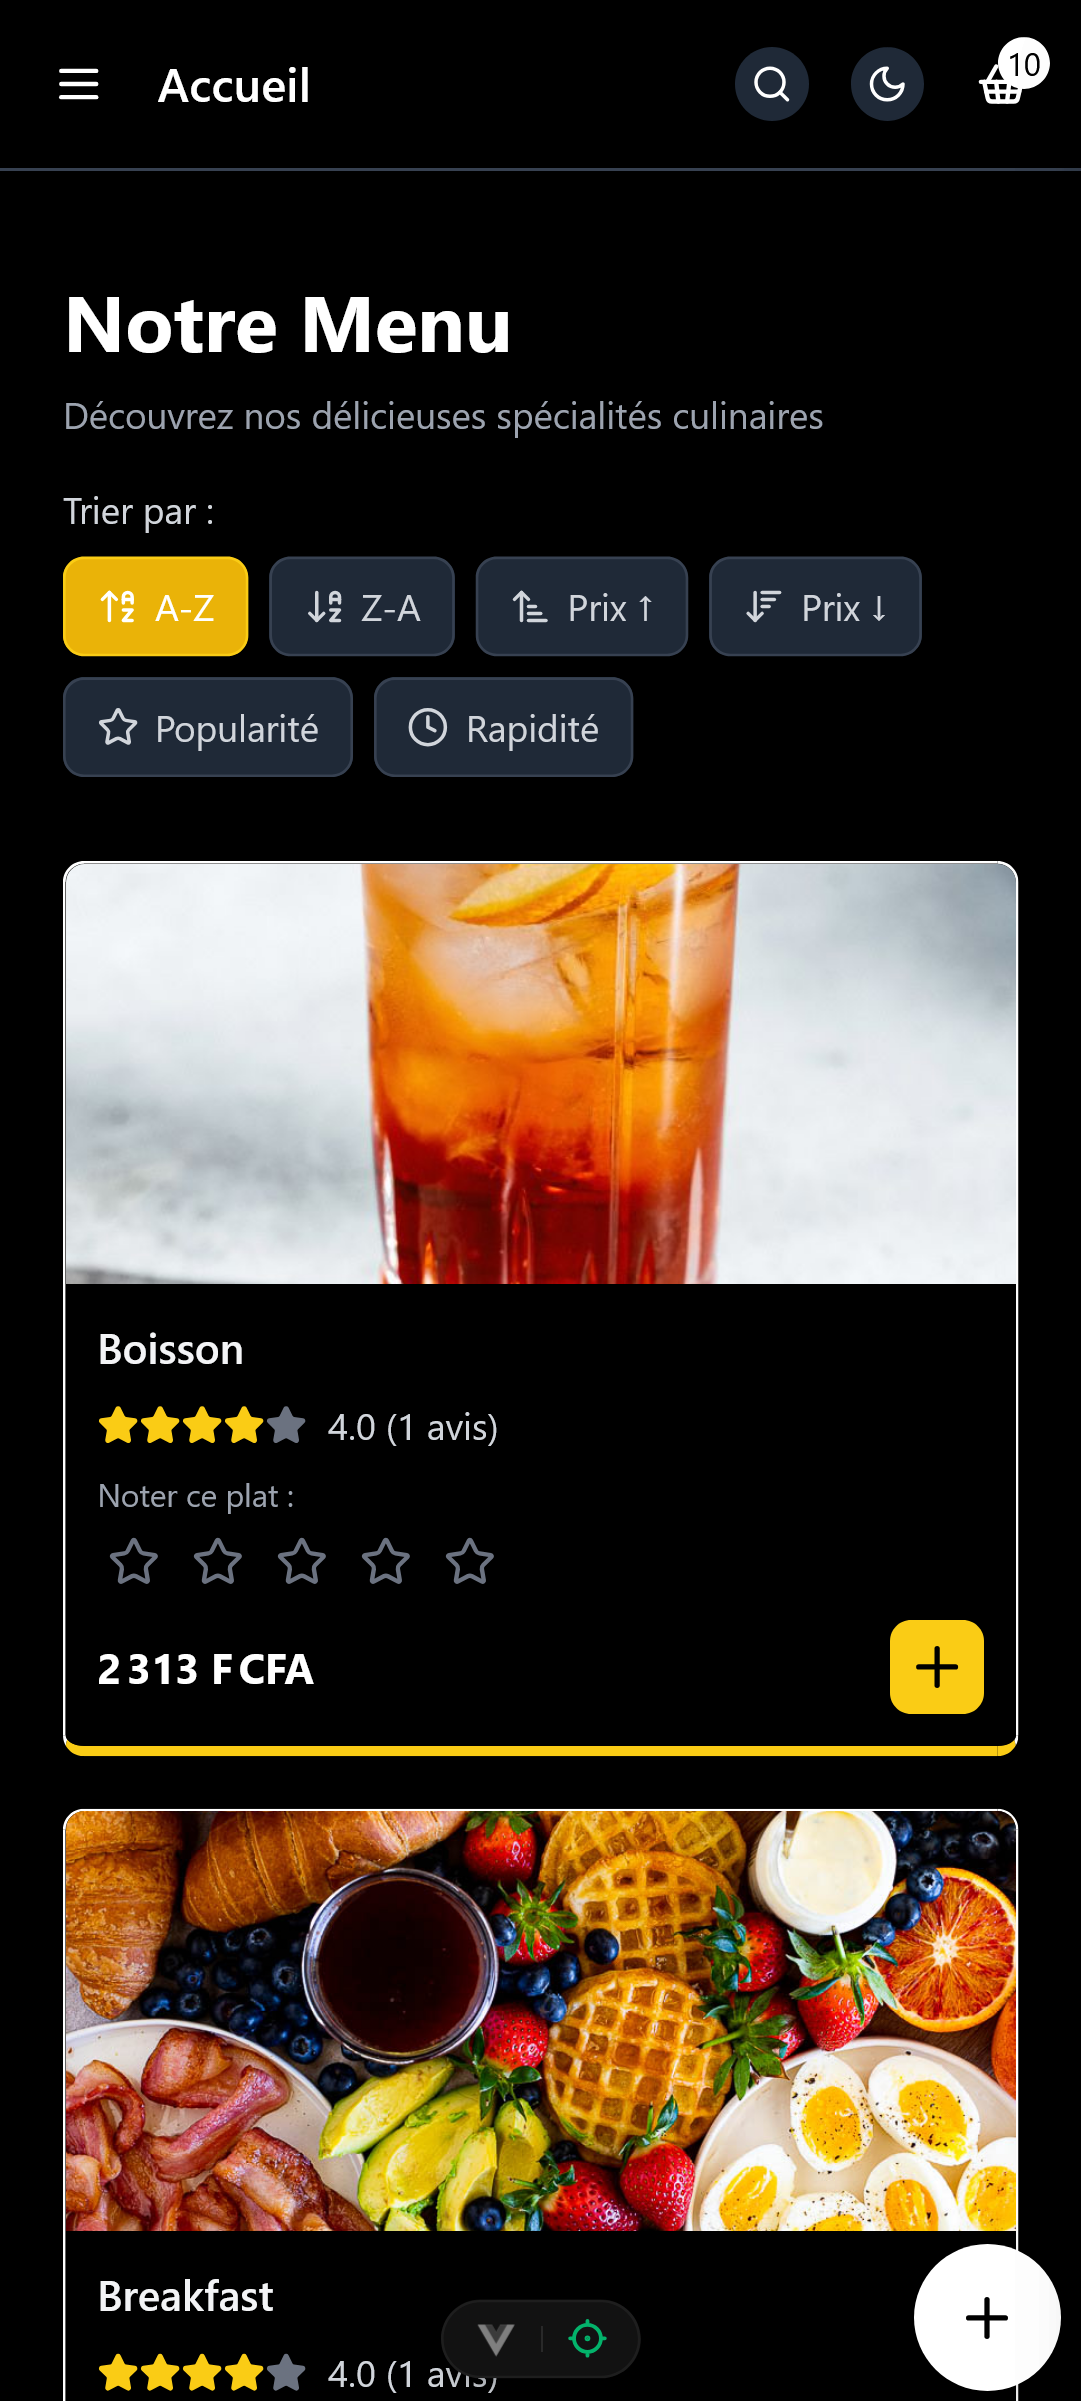 Accueil
10
Notre Menu
Découvrez nos délicieuses spécialités culinaires
Trier par :
A-Z
Z-A
Prix ↑
Prix ↓
Popularité
Rapidité
Boisson
4.0 (1 avis)
Noter ce plat :
2 313 F CFA
Breakfast
4.0 (1 avis)